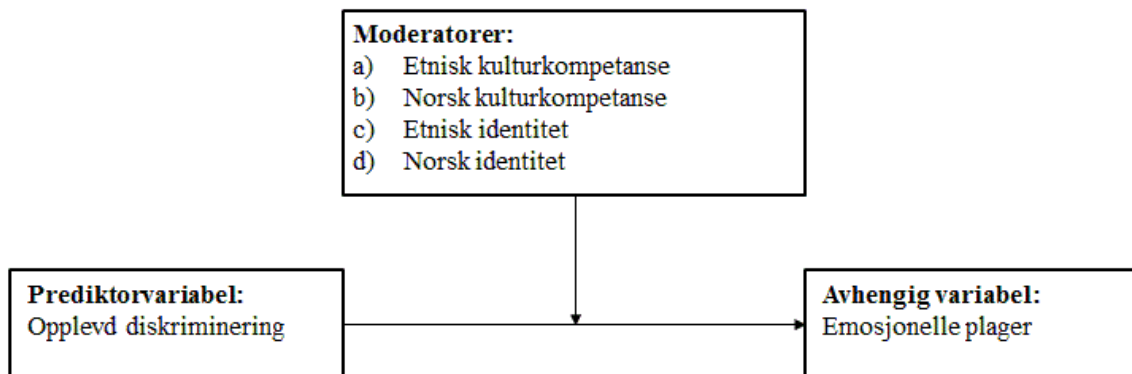 Moderatorer:
a) Etnisk kulturkompetanse
b) Norsk kulturkompetanse
c) Etnisk identitet
d) Norsk identitet
Prediktorvariabel:
Opplevd diskriminering
Avhengig variabel:
Emosjonelle plager